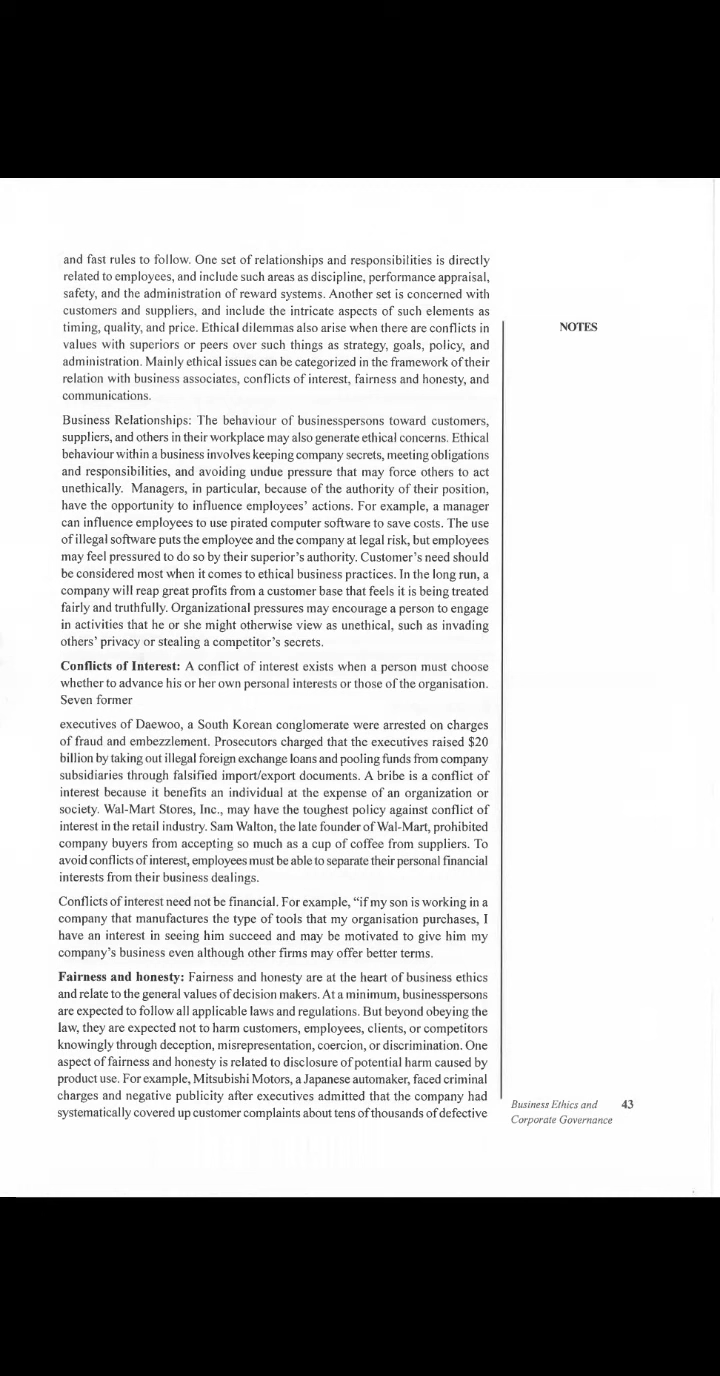 and fast rules to follow. One set of relationships and responsibilities is directly
related to employees, and include such areas as discipline, performance appraisal,
safety, and the administration of reward systems. Another set is concerned with
customers and suppliers, and include the intricate aspects of such elements as
timing, quality, and price. Ethical dilemmas also arise when there are conflicts in
values with superiors or peers over such things as strategy, goals, policy, and
administration. Mainly ethical issues can be categorized in the framework of their
relation with business associates, conflicts of interest, fairness and honesty, and
communications.
Business Relationships: The behaviour of businesspersons toward customers,
suppliers, and others in their workplace may also generate ethical concerns. Ethical
behaviour within a business involves keeping company secrets, meeting obligations
and responsibilities, and avoiding undue pressure that may force others to act
unethically. Managers, in particular, because of the authority of their position,
have the opportunity to influence employees' actions. For example, a manager
can influence employees to use pirated computer software to save costs. The use
of illegal software puts the employee and the company at legal risk, but employees
may feel pressured to do so by their superior's authority. Customer's need should
be considered most when it comes to ethical business practices. In the long run, a
company will reap great profits from a customer base that feels it is being treated
fairly and truthfully. Organizational pressures may encourage a person to engage
in activities that he or she might otherwise view as unethical, such as invading
others' privacy or stealing a competitor's secrets.
Conflicts of Interest: A conflict of interest exists when a person must choose
whether to advance his or her own personal interests or those of the organisation.
Seven former
executives of Daewoo, a South Korean conglomerate were arrested on charges
of fraud and embezzlement. Prosecutors charged that the executives raised $20
billion by taking out illegal foreign exchange loans and pooling funds from company
subsidiaries through falsified import/export documents. A bribe is a conflict of
interest because it benefits an individual at the expense of an organization or
society. Wal-Mart Stores, Inc., may have the toughest policy against conflict of
interest in the retail industry. Sam Walton, the late founder of Wal-Mart, prohibited
company buyers from accepting so much as a cup of coffee from suppliers. To
avoid conflicts of interest, employees must be able to separate their personal financial
interests from their business dealings.
Conflicts of interest need not be financial. For example, “if my son is working in a
company that manufactures the type of tools that my organisation purchases, I
have an interest in seeing him succeed and may be motivated to give him my
company's business even although other firms may offer better terms.
Fairness and honesty: Fairness and honesty are at the heart of business ethics
and relate to the general values of decision makers. At a minimum, businesspersons
are expected to follow all applicable laws and regulations. But beyond obeying the
law, they are expected not to harm customers, employees, clients, or competitors
knowingly through deception, misrepresentation, coercion, or discrimination. One
aspect of fairness and honesty is related to disclosure of potential harm caused by
product use. For example, Mitsubishi Motors, a Japanese automaker, faced criminal
charges and negative publicity after executives admitted that the company had
systematically covered up customer complaints about tens of thousands of defective
NOTES
Business Ethics and 43
Corporate Governance